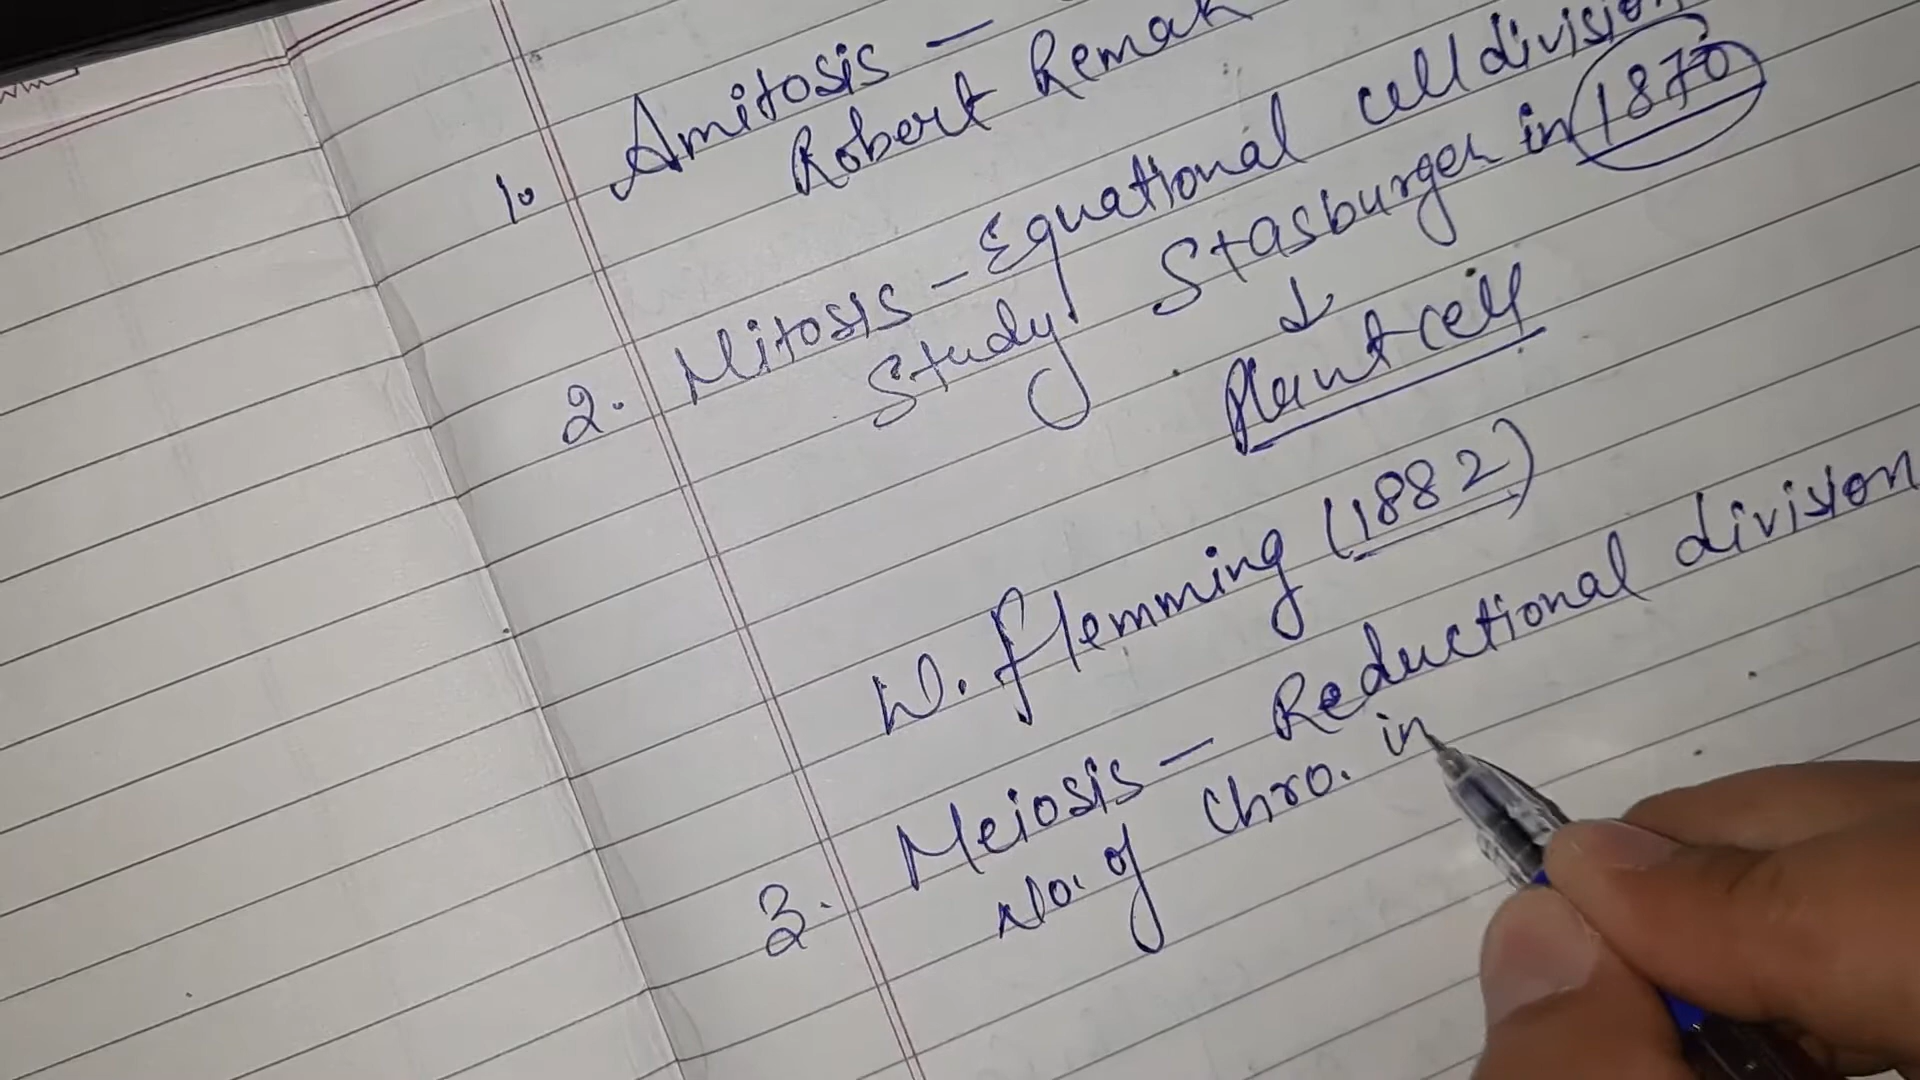 1. Amitosis -
Robert Remak
2. Mitosis - Equational cell division
Study Stasburger in 1870
↓
Plant cell
W. Flemming (1882)
3. Meiosis - Reductional division
No. of Chro. in